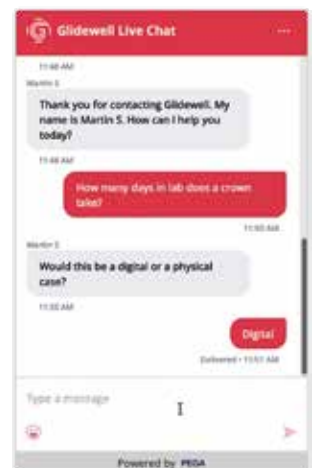 Glidewell Live Chat
11:48 AM
Martin S
Thank you for contacting Glidewell. My
name is Martin S. How can I help you
today?
11:48 AM
How many days in lab does a crown
take?
11:50 AM
Martin S
Would this be a digital or a physical
case?
11:50 AM
Digital
Delivered • 11:51 AM
Type a message
Powered by PEGA